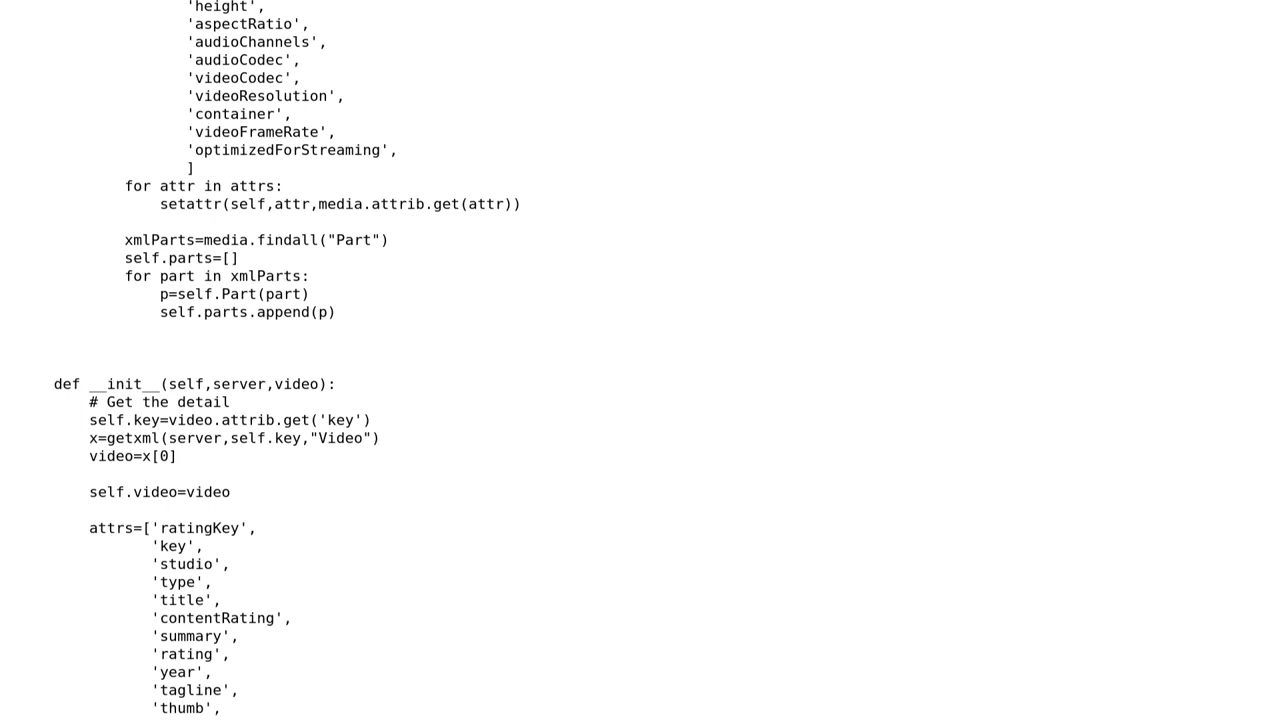 'height',
'aspectRatio',
'audioChannels',
'audioCodec',
'videoCodec',
'videoResolution',
'container',
'videoFrameRate',
'optimizedForStreaming',
]
for attr in attrs:
setattr(self,attr,media.attrib.get(attr))
xmlParts=media.findall("Part")
self.parts=[]
for part in xmlParts:
p=self.Part(part)
self.parts.append(p)
def __init__(self,server,video):
# Get the detail
self.key=video.attrib.get('key')
x=getxml(server,self.key,"Video")
video=x[0]
self.video=video
attrs=['ratingKey',
'key',
'studio',
'type',
'title',
'contentRating',
'summary',
'rating',
'year',
'tagline',
'thumb',